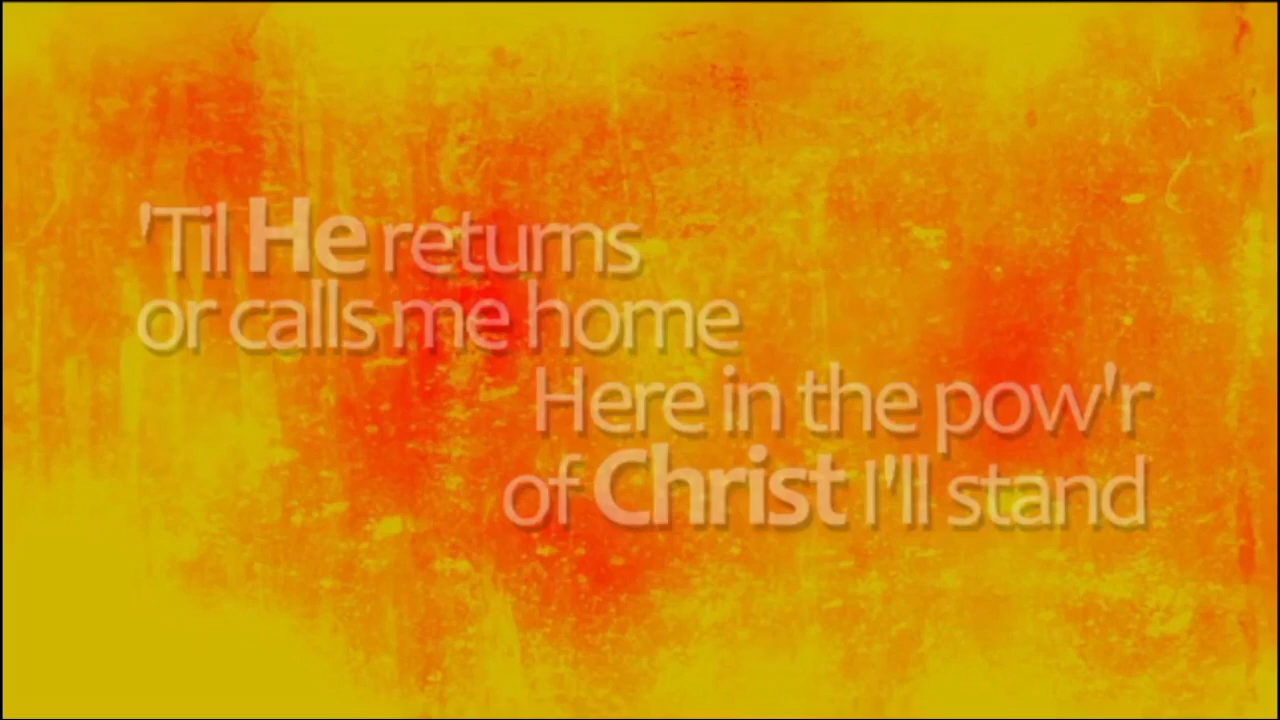 'Til He returns
or calls me home
Here in the pow'r
of Christ I'll stand